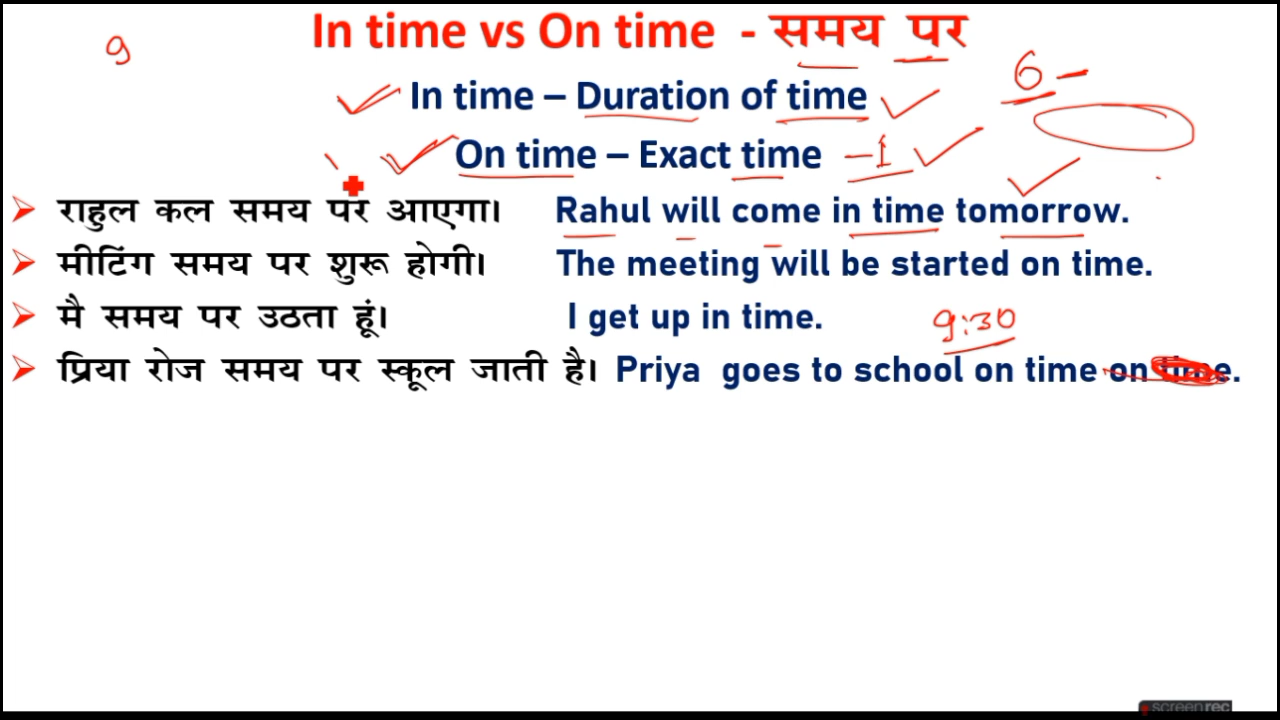 In time vs On time - समय पर
9
In time – Duration of time
6 -
On time – Exact time -1
राहुल कल समय पर आएगा। Rahul will come in time tomorrow.
मीटिंग समय पर शुरू होगी। The meeting will be started on time.
मै समय पर उठता हूं। I get up in time.
9:30
प्रिया रोज समय पर स्कूल जाती है। Priya goes to school on time on time.
screenrec